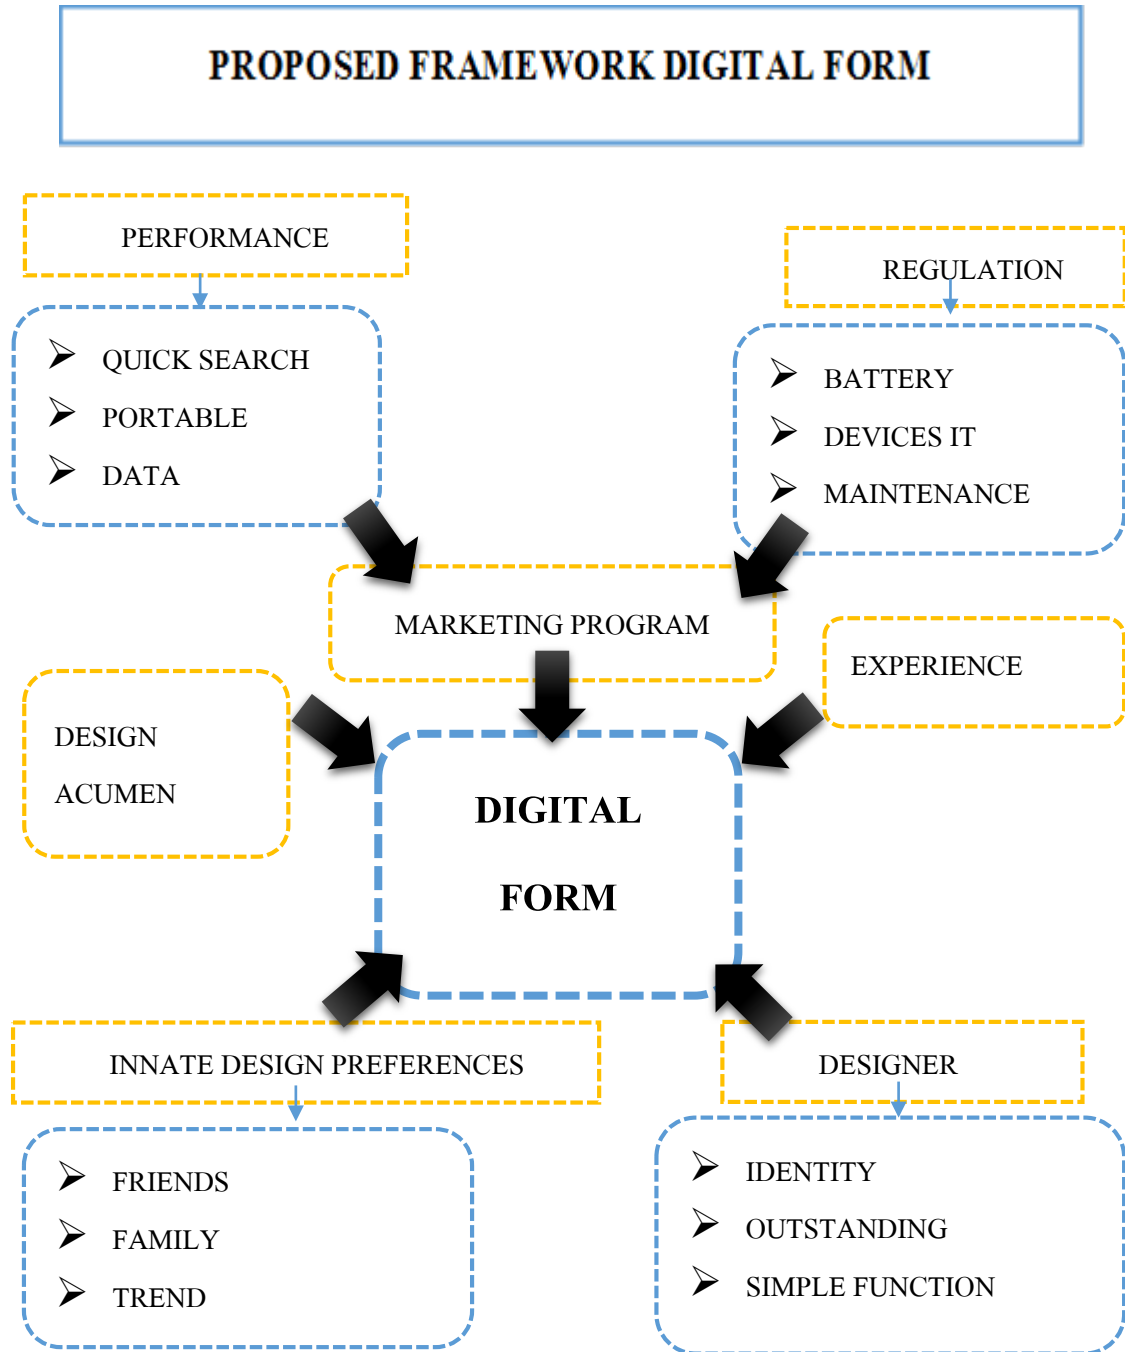 PROPOSED FRAMEWORK DIGITAL FORM
PERFORMANCE
REGULATION
QUICK SEARCH
PORTABLE
DATA
BATTERY
DEVICES IT
MAINTENANCE
MARKETING PROGRAM
EXPERIENCE
DESIGN
ACUMEN
DIGITAL
FORM
INNATE DESIGN PREFERENCES
DESIGNER
FRIENDS
FAMILY
TREND
IDENTITY
OUTSTANDING
SIMPLE FUNCTION